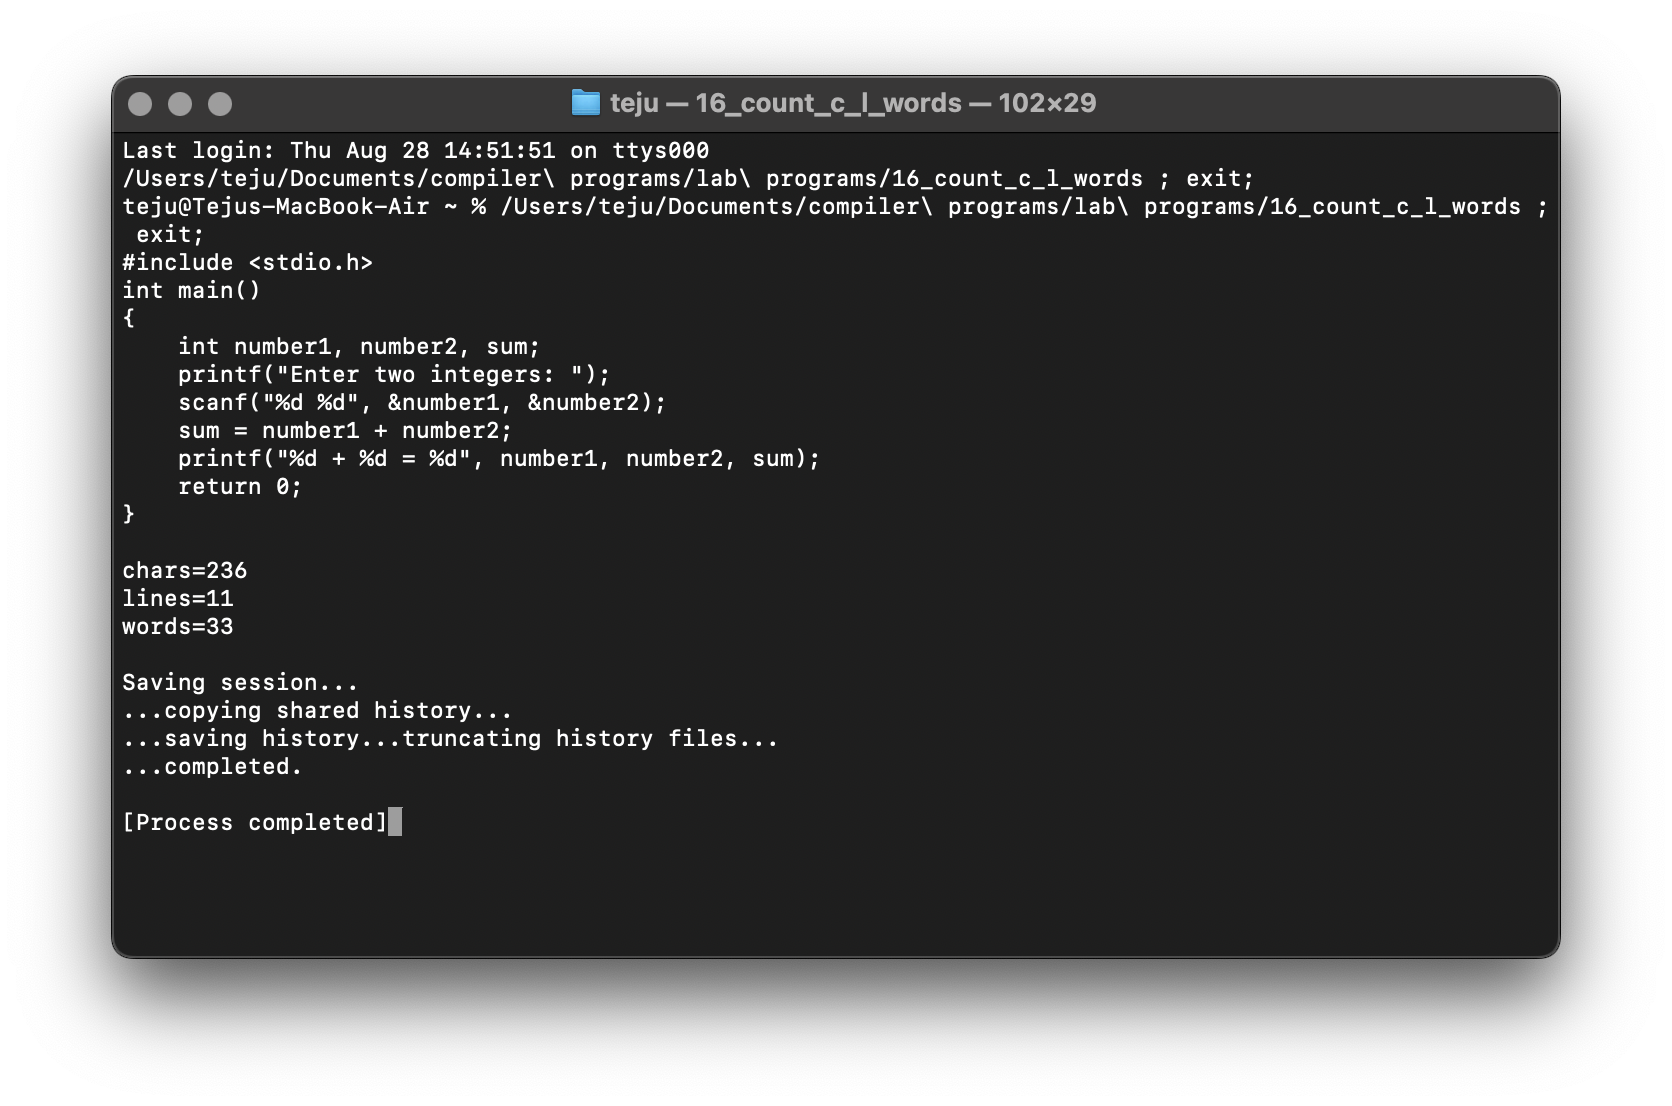 teju — 16_count_c_l_words — 102×29
Last login: Thu Aug 28 14:51:51 on ttys000
/Users/teju/Documents/compiler\ programs/lab\ programs/16_count_c_l_words ; exit;
teju@Tejus-MacBook-Air ~ % /Users/teju/Documents/compiler\ programs/lab\ programs/16_count_c_l_words ;
 exit;
#include <stdio.h>
int main()
{
    int number1, number2, sum;
    printf("Enter two integers: ");
    scanf("%d %d", &number1, &number2);
    sum = number1 + number2;
    printf("%d + %d = %d", number1, number2, sum);
    return 0;
}

chars=236
lines=11
words=33

Saving session...
...copying shared history...
...saving history...truncating history files...
...completed.

[Process completed]